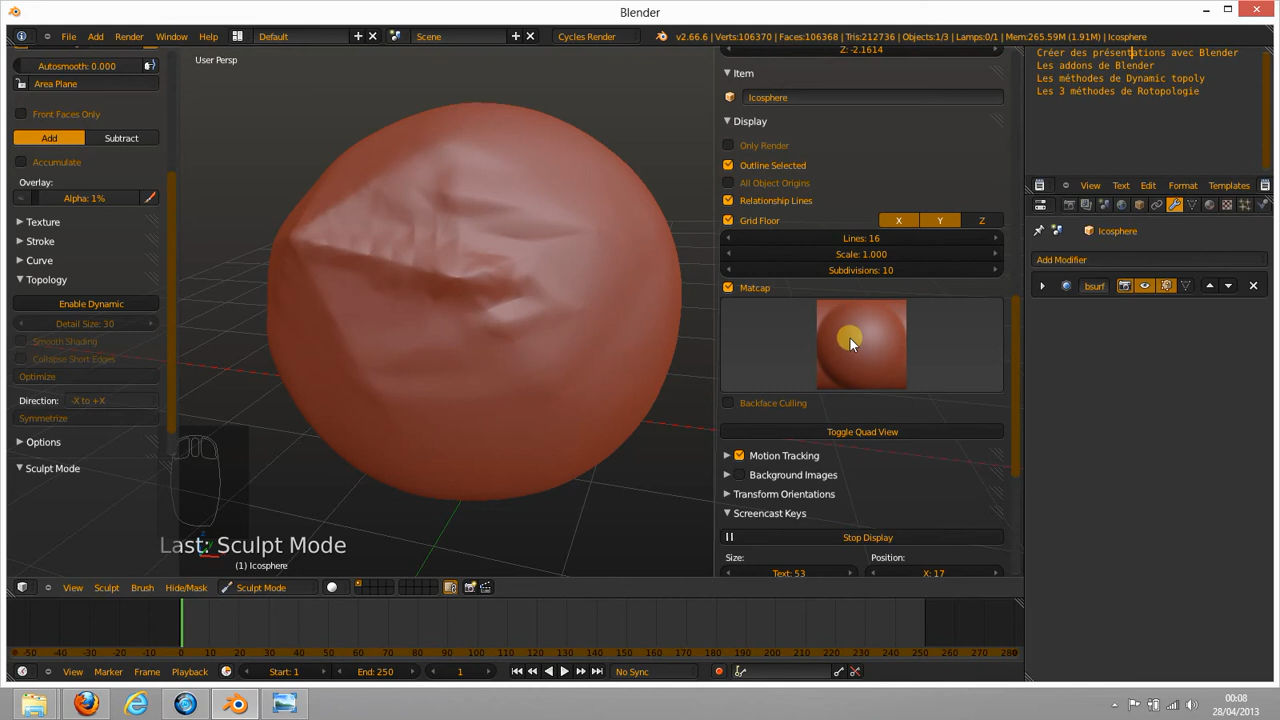 Blender
File Add Render Window Help Default Scene Cycles Render v2.66.6 | Verts:106370 | Faces:106368 | Tris:212736 | Objects:1/3 | Lamps:0/1 | Mem:265.59M (1.91M) | Icosphere
Autosmooth: 0.000
Area Plane
Front Faces Only
Add Subtract
Accumulate
Overlay:
Alpha: 1%
Texture
Stroke
Curve
Topology
Enable Dynamic
Detail Size: 30
Smooth Shading
Collapse Short Edges
Optimize
Direction: -X to +X
Symmetrize
Options
Sculpt Mode
User Persp
Last: Sculpt Mode
(1) Icosphere
Z: -2.1614
Item
Icosphere
Display
Only Render
Outline Selected
All Object Origins
Relationship Lines
Grid Floor X Y Z
Lines: 16
Scale: 1.000
Subdivisions: 10
Matcap
Backface Culling
Toggle Quad View
Motion Tracking
Background Images
Transform Orientations
Screencast Keys
Stop Display
Size: Position:
Text: 53 X: 17
Créer des présentations avec Blender
Les addons de Blender
Les méthodes de Dynamic topoly
Les 3 méthodes de Rotopologie
View Text Edit Format Templates
Icosphere
Add Modifier
bsurf
View Sculpt Brush Hide/Mask Sculpt Mode
-50 -40 -30 -20 -10 0 10 20 30 40 50 60 70 80 90 100 110 120 130 140 150 160 170 180 190 200 210 220 230 240 250 260 270 280
View Marker Frame Playback Start: 1 End: 250 1 No Sync
00:08
28/04/2013